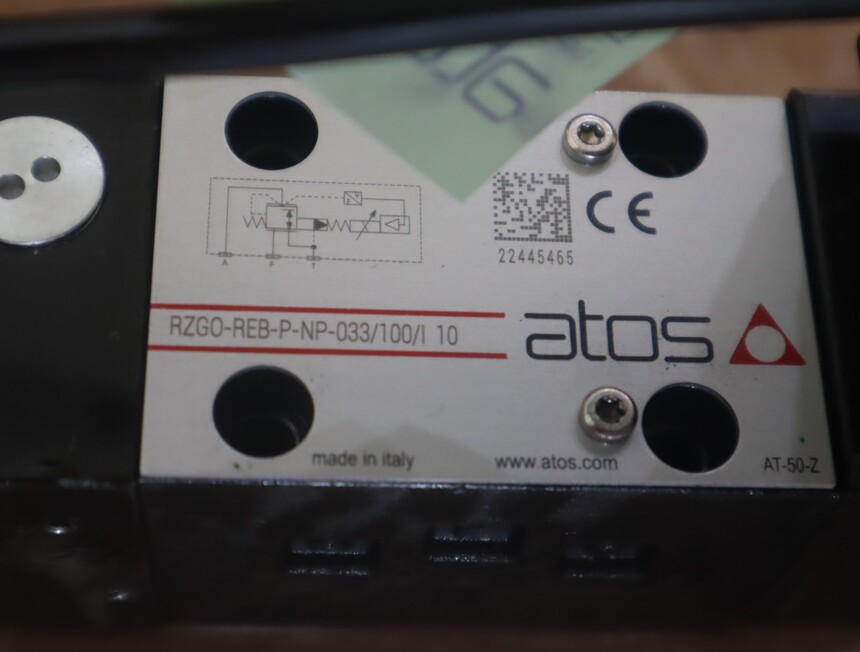 CE
22445465
RZGO-REB-P-NP-033/100/I 10
atos
made in italy
www.atos.com
AT-50-Z
A
P
T